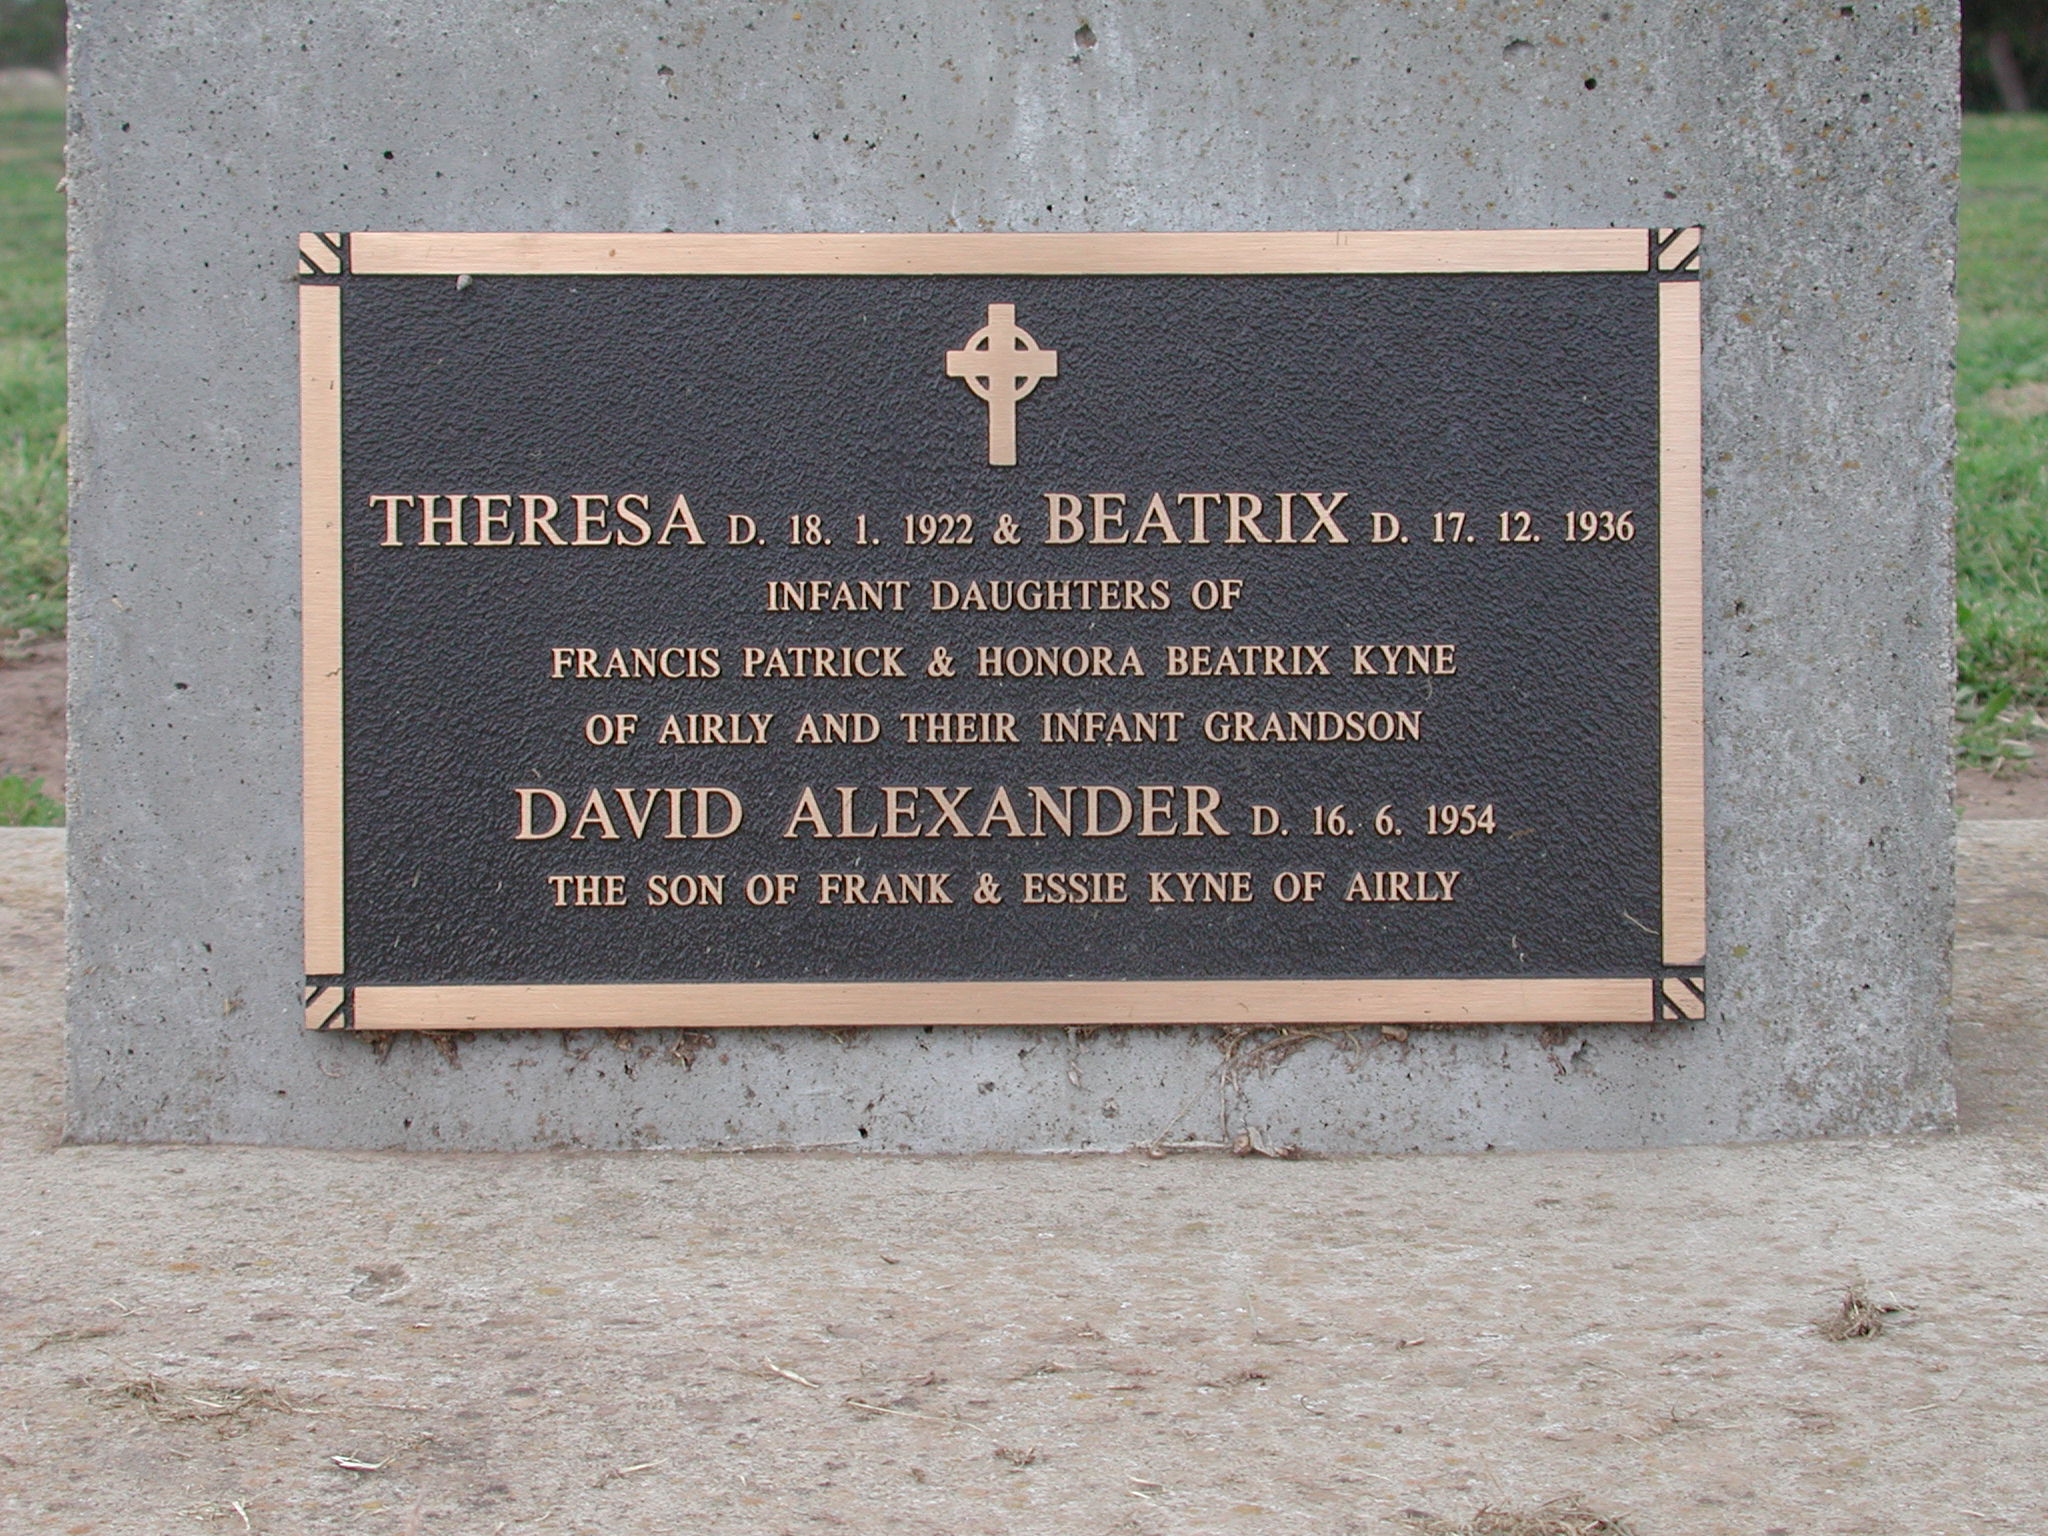 THERESA D. 18. 1. 1922 & BEATRIX D. 17. 12. 1936
INFANT DAUGHTERS OF
FRANCIS PATRICK & HONORA BEATRIX KYNE
OF AIRLY AND THEIR INFANT GRANDSON
DAVID ALEXANDER D. 16. 6. 1954
THE SON OF FRANK & ESSIE KYNE OF AIRLY